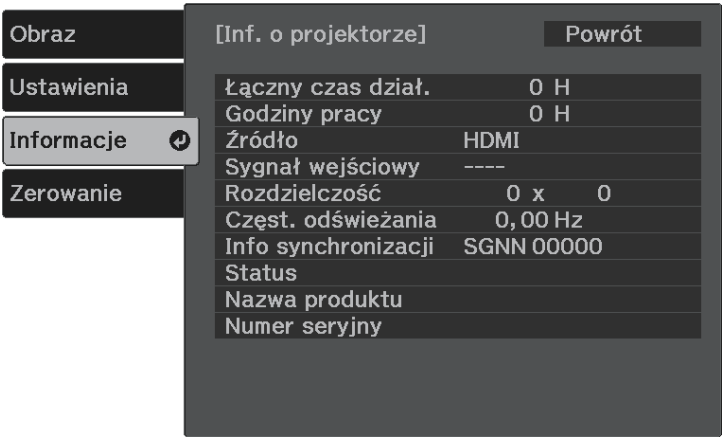 Obraz
Ustawienia
Informacje
Zerowanie
[Inf. o projektorze] Powrót
Łączny czas dział. 0 H
Godziny pracy 0 H
Źródło HDMI
Sygnał wejściowy ----
Rozdzielczość 0 x 0
Częst. odświeżania 0,00 Hz
Info synchronizacji SGNN 00000
Status
Nazwa produktu
Numer seryjny